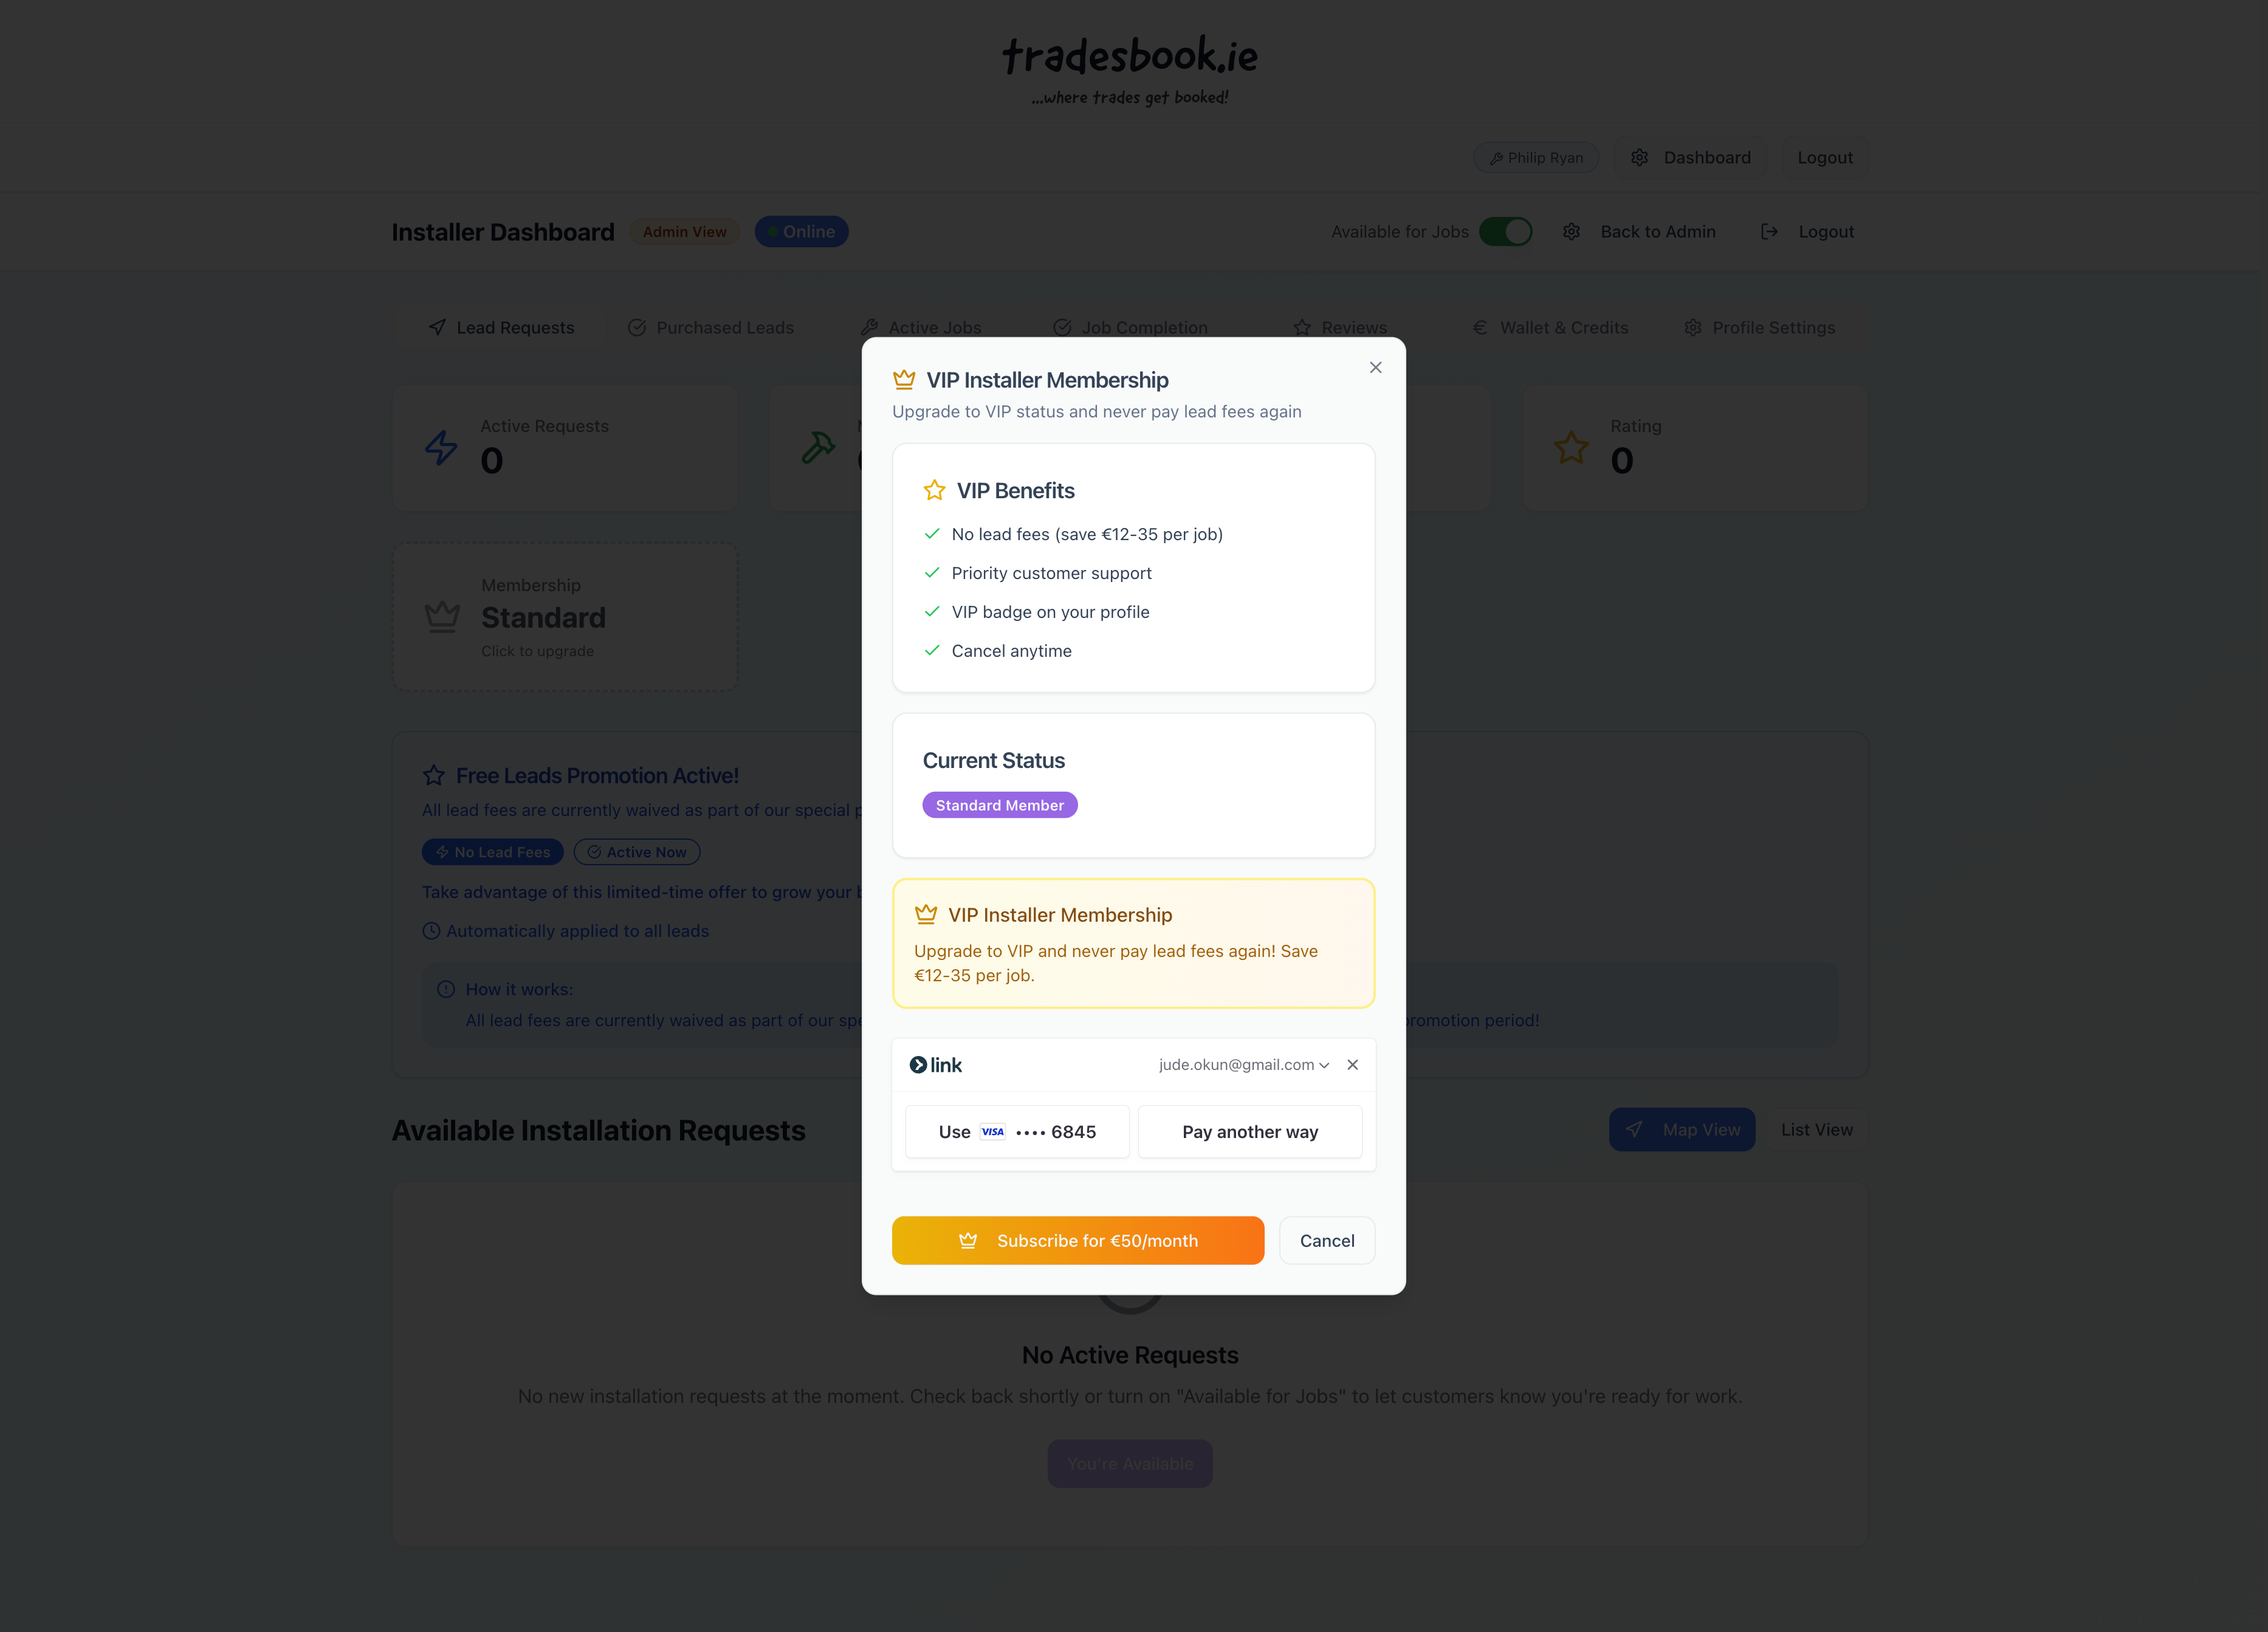 tradesbook.ie
...where trades get booked!
Philip Ryan
Dashboard
Logout
Installer Dashboard
Admin View
Online
Available for Jobs
Back to Admin
Logout
Lead Requests
Purchased Leads
Active Jobs
Job Completion
Reviews
€ Wallet & Credits
Profile Settings
Active Requests
0
Rating
0
Membership
Standard
Click to upgrade
Free Leads Promotion Active!
All lead fees are currently waived as part of our special
No Lead Fees
Active Now
Take advantage of this limited-time offer to grow your
Automatically applied to all leads
How it works:
All lead fees are currently waived as part of our
promotion period!
Available Installation Requests
Map View
List View
No Active Requests
No new installation requests at the moment. Check back shortly or turn on "Available for Jobs" to let customers know you're ready for work.
You're Available
VIP Installer Membership
Upgrade to VIP status and never pay lead fees again
VIP Benefits
No lead fees (save €12-35 per job)
Priority customer support
VIP badge on your profile
Cancel anytime
Current Status
Standard Member
VIP Installer Membership
Upgrade to VIP and never pay lead fees again! Save
€12-35 per job.
link
jude.okun@gmail.com
Use VISA •••• 6845
Pay another way
Subscribe for €50/month
Cancel